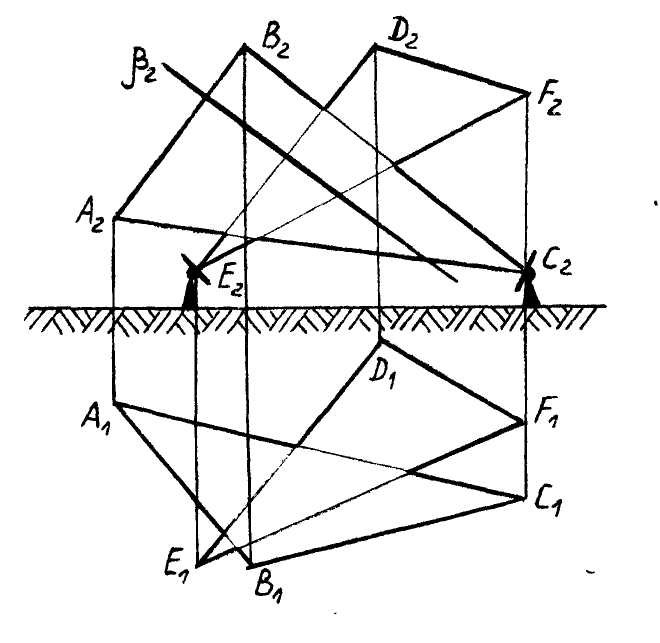 B₂ D₂
β₂ F₂
A₂
E₂ C₂
D₁
A₁ F₁
C₁
E₁ B₁